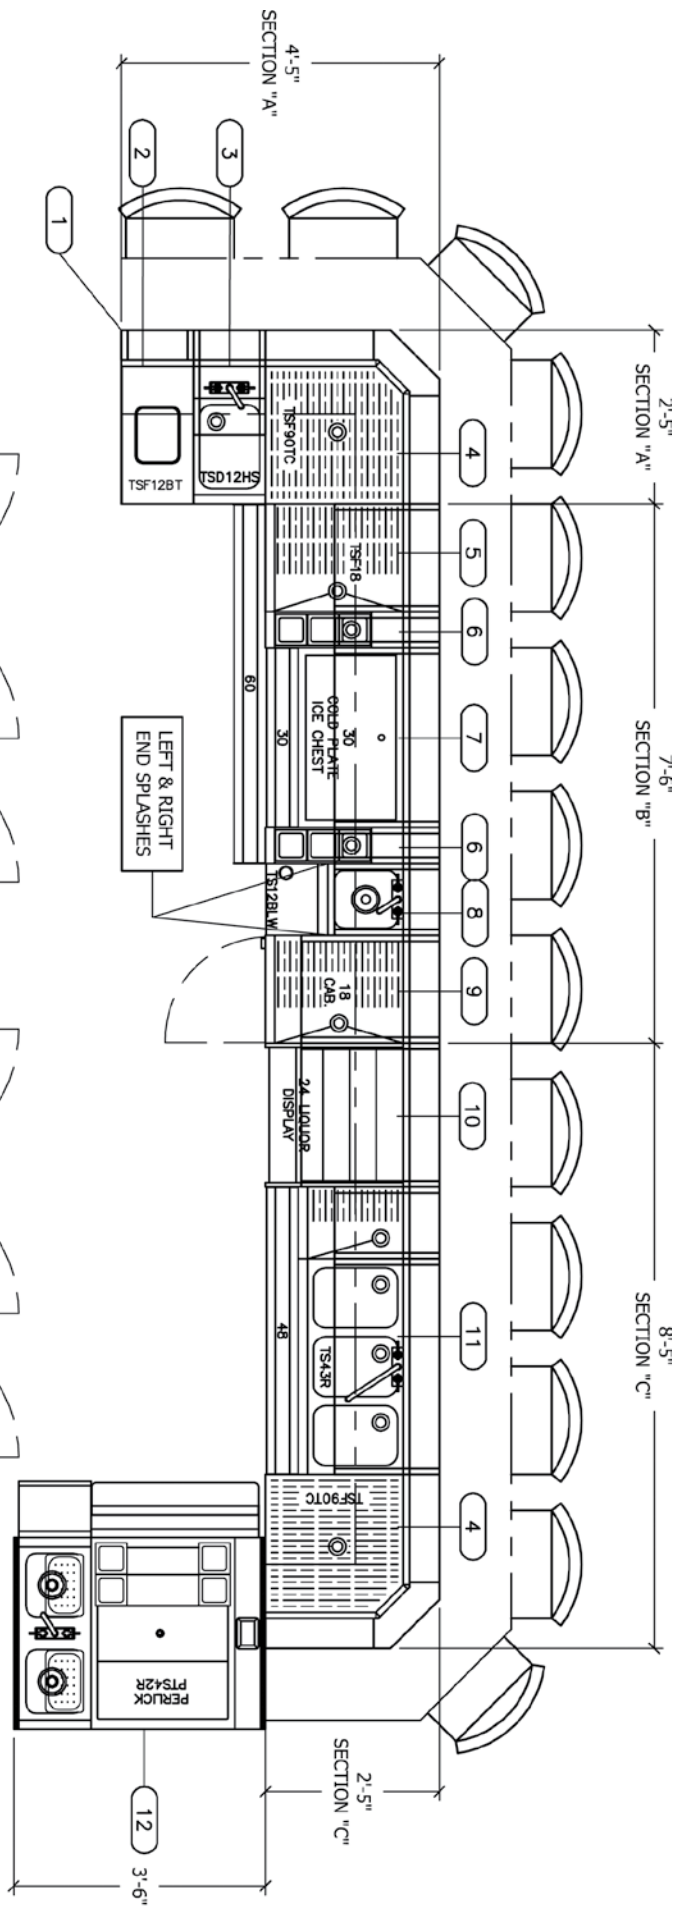 4'-5"
SECTION "A"
3
2
1
2'-5"
SECTION "A"
4
TSF90TC
TSD12HS
TSF12BT
7'-6"
SECTION "B"
5
TSF18
6
60
30
30
COLD PLATE
ICE CHEST
7
LEFT & RIGHT
END SPLASHES
6
8
TS12BLW
9
18
CAB.
8'-5"
SECTION "C"
10
24 LIQUOR
DISPLAY
11
48
TS43R
TSF90TC
4
PERLICK
PTS42R
2'-5"
SECTION "C"
12
3'-6"